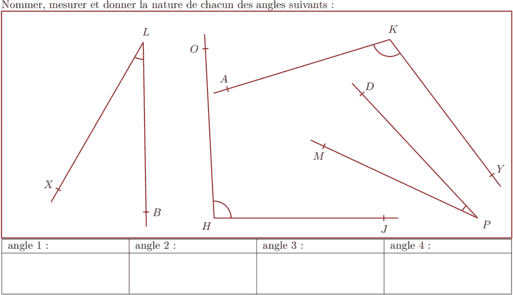 Nommer, mesurer et donner la nature de chacun des angles suivants :
L
K
O
A
D
M
Y
X
B
H
J
P
angle 1 : angle 2 : angle 3 : angle 4 :